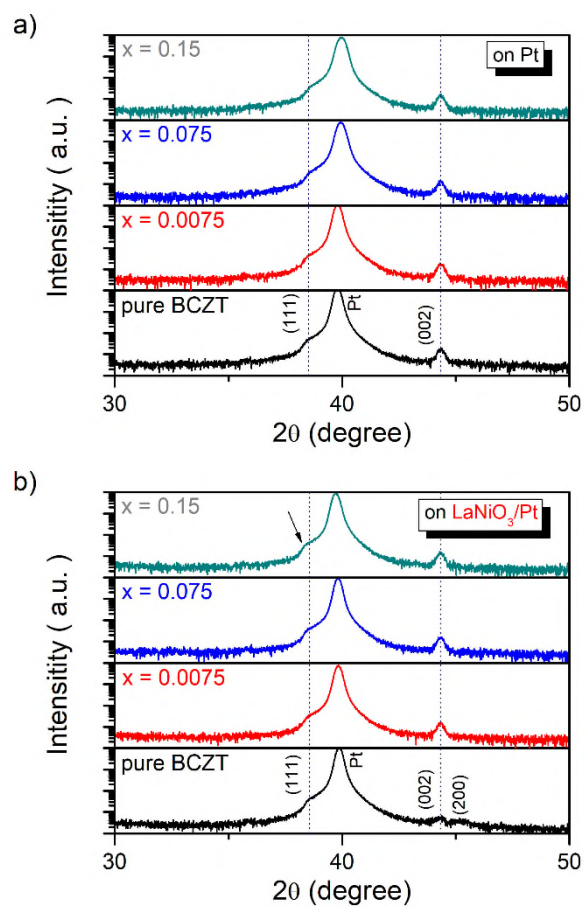 a)
x = 0.15
on Pt
x = 0.075
x = 0.0075
pure BCZT
(111)
Pt
(002)
Intensitity ( a.u. )
30
40
50
2θ (degree)
b)
x = 0.15
on LaNiO₃/Pt
x = 0.075
x = 0.0075
pure BCZT
(111)
Pt
(002)
(200)
Intensitity ( a.u. )
30
40
50
2θ (degree)